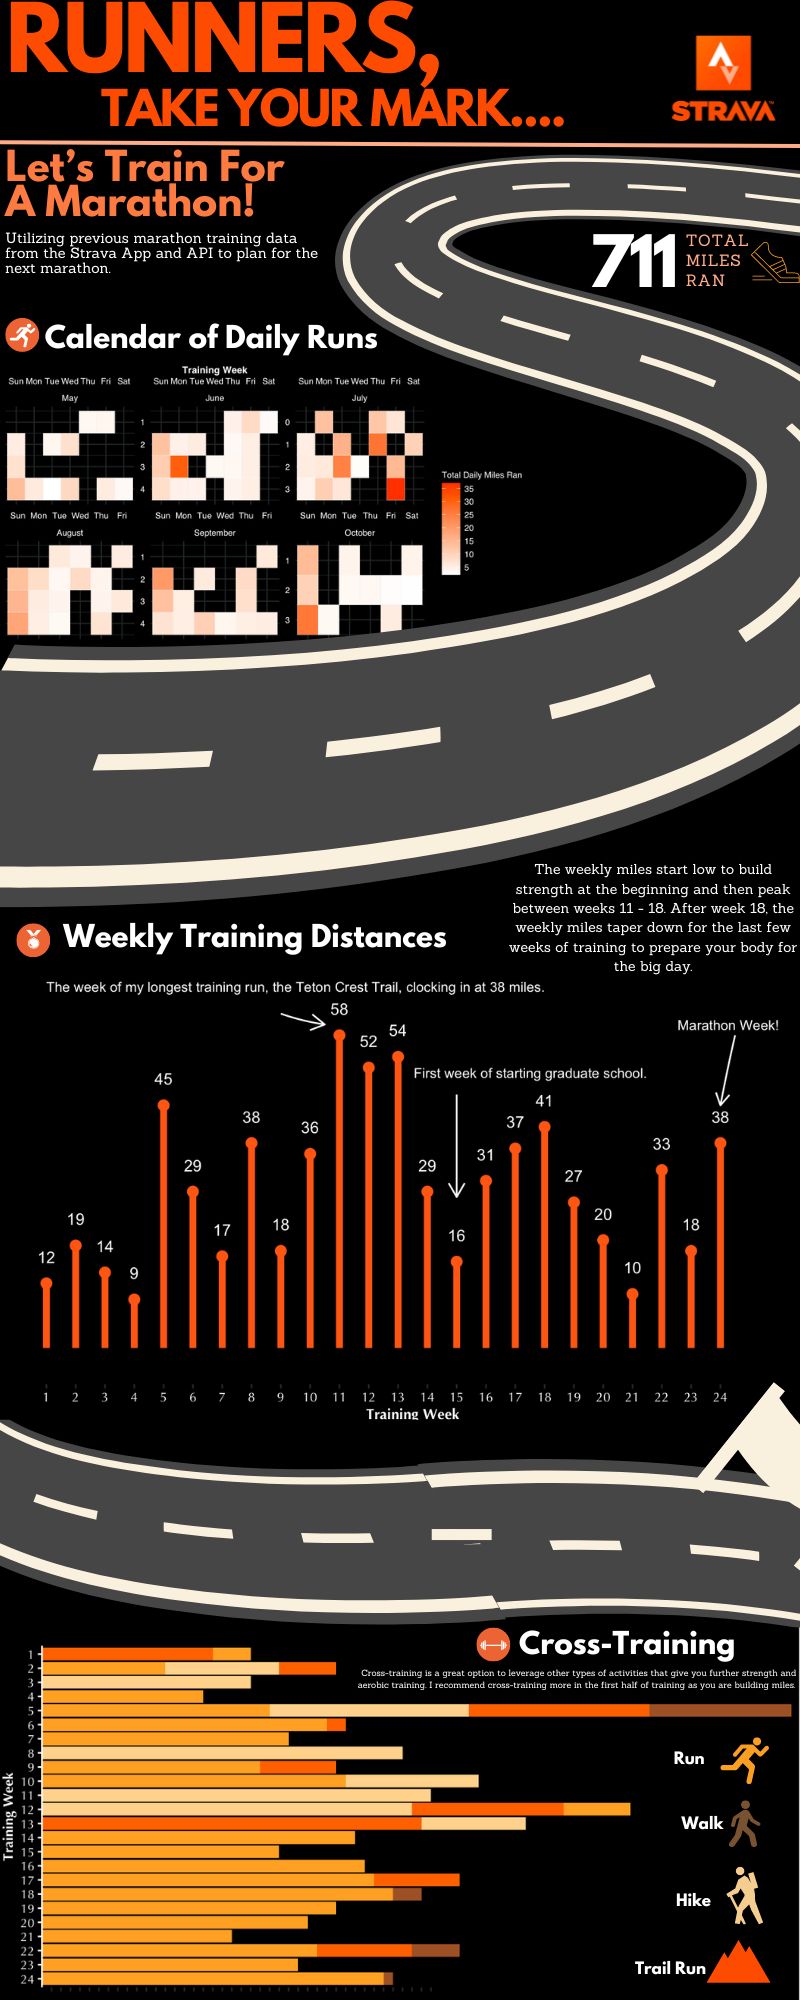 RUNNERS,
TAKE YOUR MARK....
STRAVA
Let's Train For
A Marathon!
Utilizing previous marathon training data
from the Strava App and API to plan for the
next marathon.
711
TOTAL
MILES
RAN
Calendar of Daily Runs
Training Week
Sun Mon Tue Wed Thu Fri Sat
Sun Mon Tue Wed Thu Fri Sat
Sun Mon Tue Wed Thu Fri Sat
May
June
July
1
2
3
4
0
1
2
3
Total Daily Miles Ran
35
30
25
20
15
10
5
Sun Mon Tue Wed Thu Fri
Sun Mon Tue Wed Thu Fri
Sun Mon Tue Wed Thu Fri Sat
August
September
October
1
2
3
4
1
2
3
The weekly miles start low to build
strength at the beginning and then peak
between weeks 11 - 18. After week 18, the
weekly miles taper down for the last few
weeks of training to prepare your body for
the big day.
Weekly Training Distances
The week of my longest training run, the Teton Crest Trail, clocking in at 38 miles.
Marathon Week!
First week of starting graduate school.
12 19 14 9 45 29 17 38 18 36 58 52 54 29 16 31 37 41 27 20 10 33 18 38
1 2 3 4 5 6 7 8 9 10 11 12 13 14 15 16 17 18 19 20 21 22 23 24
Training Week
Cross-Training
Cross-training is a great option to leverage other types of activities that give you further strength and
aerobic training. I recommend cross-training more in the first half of training as you are building miles.
Training Week
1
2
3
4
5
6
7
8
9
10
11
12
13
14
15
16
17
18
19
20
21
22
23
24
Run
Walk
Hike
Trail Run